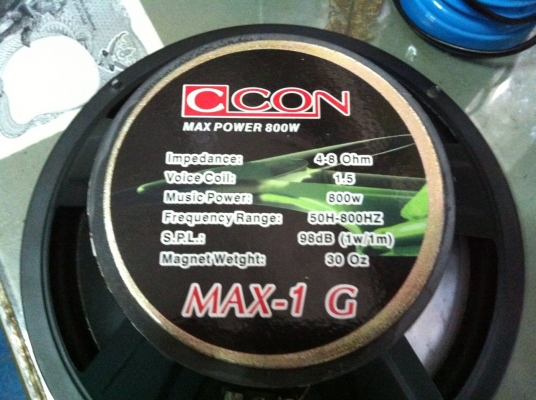 CCON
MAX POWER 800W
Impedance: 4-8 Ohm
Voice Coil: 1.5
Music Power: 800w
Frequency Range: 50H-800HZ
S.P.L.: 98dB (1w/1m)
Magnet Wetght: 30 Oz
MAX-1 G